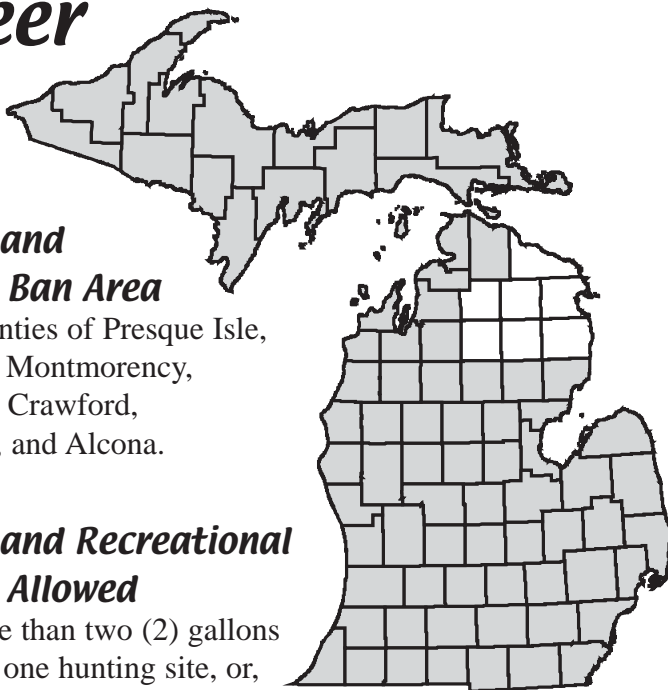 eer
and
Ban Area
nties of Presque Isle,
Montmorency,
Crawford,
, and Alcona.
and Recreational
Allowed
e than two (2) gallons
one hunting site, or,